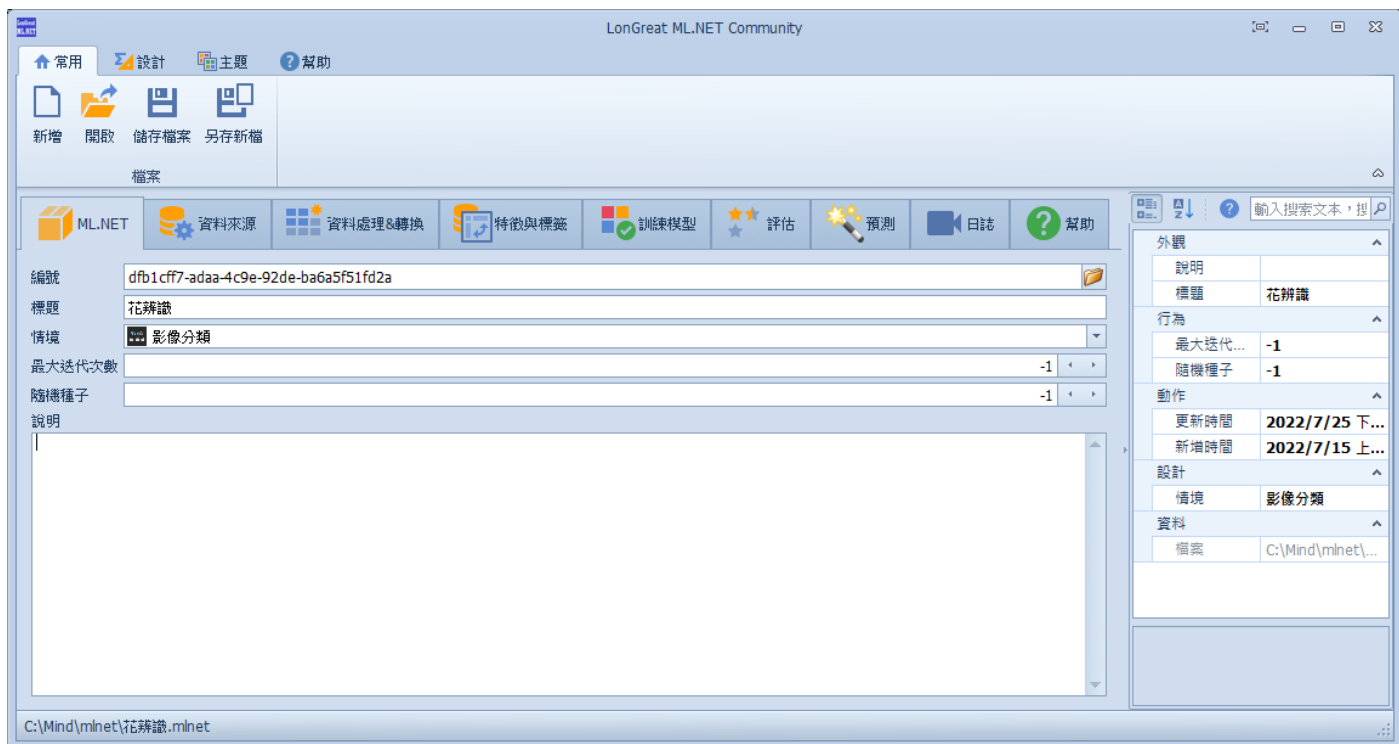 LonGreat ML.NET Community
常用 設計 主題 幫助
新增 開啟 儲存檔案 另存新檔
檔案
ML.NET 資料來源 資料處理&轉換 特徵與標籤 訓練模型 評估 預測 日誌 幫助
編號 dfb1cff7-adaa-4c9e-92de-ba6a5f51fd2a
標題 花辨識
情境 影像分類
最大迭代次數 -1
隨機種子 -1
說明
輸入搜索文本，搜
外觀
說明
標題 花辨識
行為
最大迭代... -1
隨機種子 -1
動作
更新時間 2022/7/25 下...
新增時間 2022/7/15 上...
設計
情境 影像分類
資料
檔案 C:\Mind\mlnet\...
C:\Mind\mlnet\花辨識.mlnet